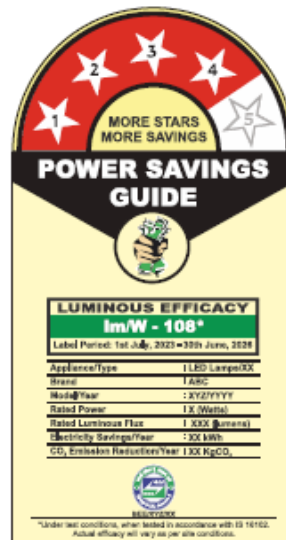 1 2 3 4 5
MORE STARS
MORE SAVINGS
POWER SAVINGS
GUIDE
LUMINOUS EFFICACY
lm/W - 108*
Label Period: 1st July, 2023 – 30th June, 2026
Appliance/Type : LED Lamps/XX
Brand : ABC
Model/Year : XYZ/YYYY
Rated Power : X (Watts)
Rated Luminous Flux : XXX (lumens)
Electricity Savings/Year : XX kWh
CO₂ Emission Reduction/Year : XX KgCO₂
*Under test conditions, when tested in accordance with IS 16102.
Actual efficacy will vary as per site conditions.